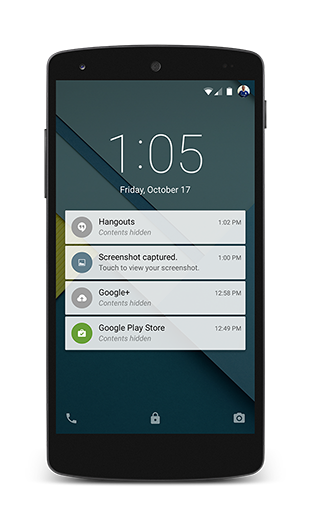 1:05
Friday, October 17
Hangouts 1:02 PM
Contents hidden
Screenshot captured. 1:00 PM
Touch to view your screenshot.
Google+ 12:58 PM
Contents hidden
Google Play Store 12:49 PM
Contents hidden